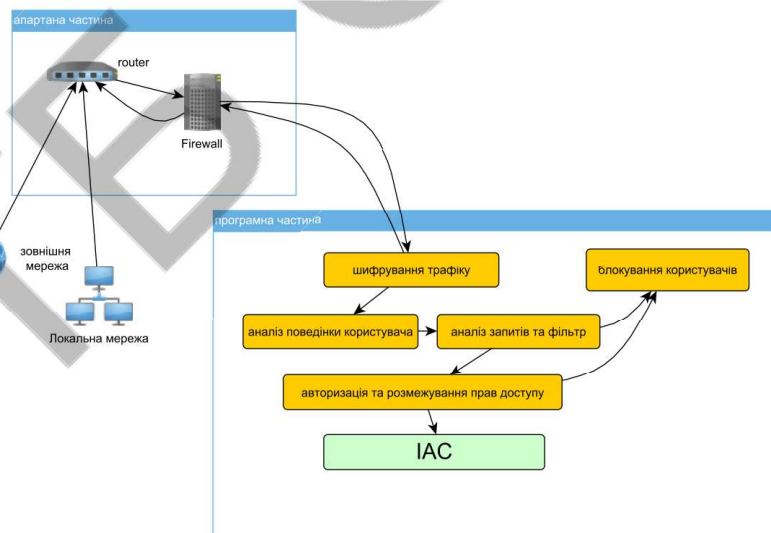 апартана частина
router
Firewall
програмна частина
зовнішня
мережа
Локальна мережа
шифрування трафіку
блокування користувачів
аналіз поведінки користувача
аналіз запитів та фільтр
авторизація та розмежування прав доступу
ІАС